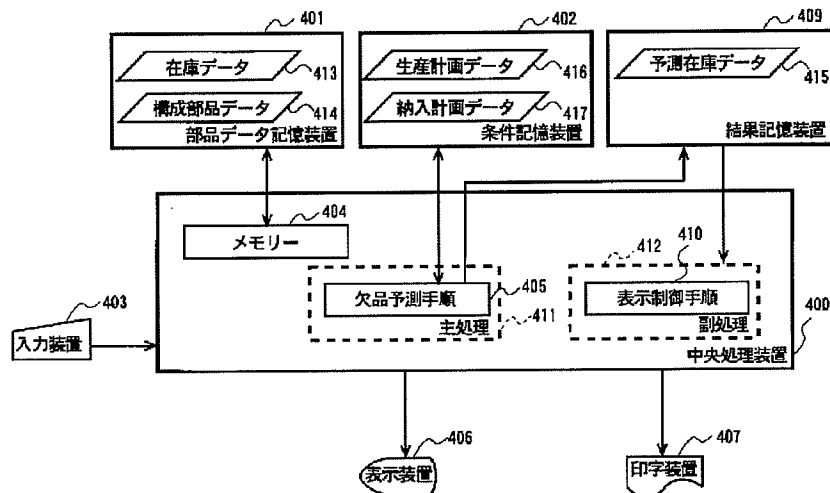 401
在庫データ
413
構成部品データ
414
部品データ記憶装置
402
生産計画データ
416
納入計画データ
417
条件記憶装置
409
予測在庫データ
415
結果記憶装置
404
メモリー
欠品予測手順
405
主処理
411
412
410
表示制御手順
副処理
中央処理装置
400
403
入力装置
406
表示装置
407
印字装置